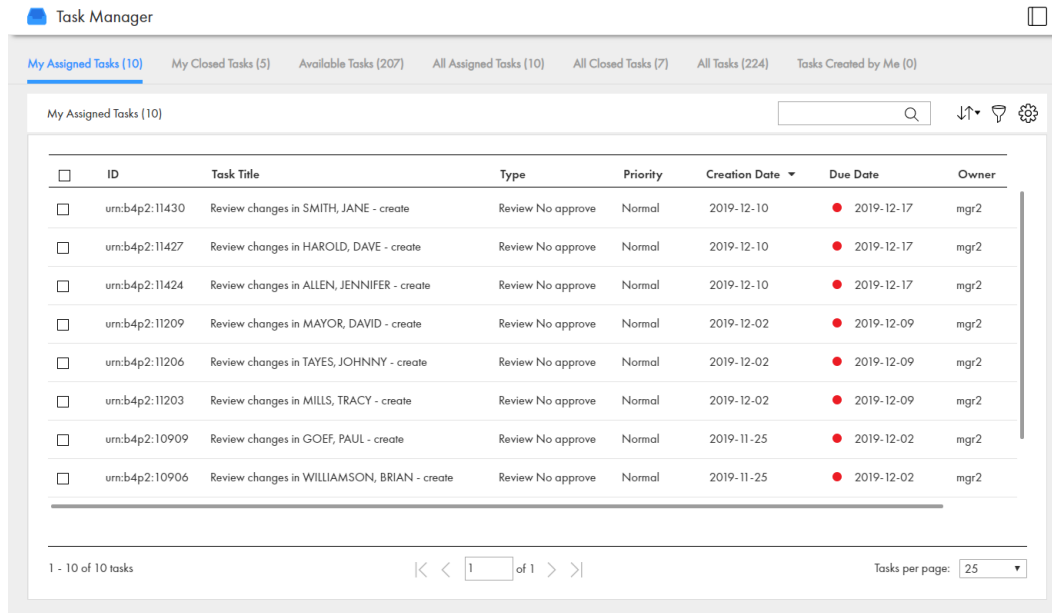 Task Manager
My Assigned Tasks (10) My Closed Tasks (5) Available Tasks (207) All Assigned Tasks (10) All Closed Tasks (7) All Tasks (224) Tasks Created by Me (0)
My Assigned Tasks (10)
ID Task Title Type Priority Creation Date Due Date Owner
urn:b4p2:11430 Review changes in SMITH, JANE - create Review No approve Normal 2019-12-10 2019-12-17 mgr2
urn:b4p2:11427 Review changes in HAROLD, DAVE - create Review No approve Normal 2019-12-10 2019-12-17 mgr2
urn:b4p2:11424 Review changes in ALLEN, JENNIFER - create Review No approve Normal 2019-12-10 2019-12-17 mgr2
urn:b4p2:11209 Review changes in MAYOR, DAVID - create Review No approve Normal 2019-12-02 2019-12-09 mgr2
urn:b4p2:11206 Review changes in TAYES, JOHNNY - create Review No approve Normal 2019-12-02 2019-12-09 mgr2
urn:b4p2:11203 Review changes in MILLS, TRACY - create Review No approve Normal 2019-12-02 2019-12-09 mgr2
urn:b4p2:10909 Review changes in GOEF, PAUL - create Review No approve Normal 2019-11-25 2019-12-02 mgr2
urn:b4p2:10906 Review changes in WILLIAMSON, BRIAN - create Review No approve Normal 2019-11-25 2019-12-02 mgr2
1 - 10 of 10 tasks 1 of 1 Tasks per page: 25